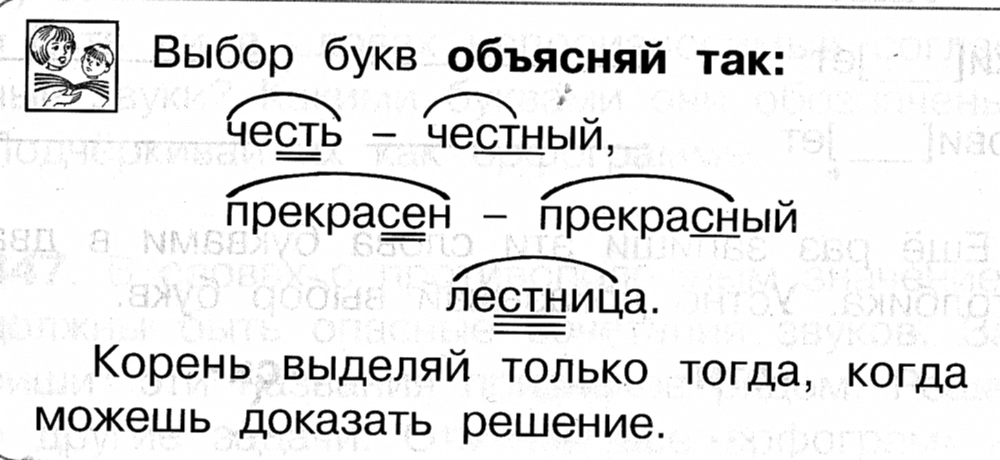 Выбор букв объясняй так:
честь – честный,
прекрасен – прекрасный
лестница.
Корень выделяй только тогда, когда
можешь доказать решение.